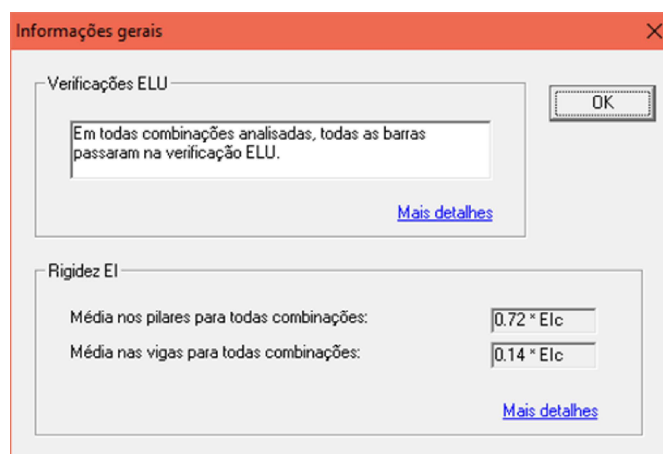 Informações gerais
Verificações ELU
OK
Em todas combinações analisadas, todas as barras
passaram na verificação ELU.
Mais detalhes
Rigidez EI
Média nos pilares para todas combinações:
0.72 * EIc
Média nas vigas para todas combinações:
0.14 * EIc
Mais detalhes